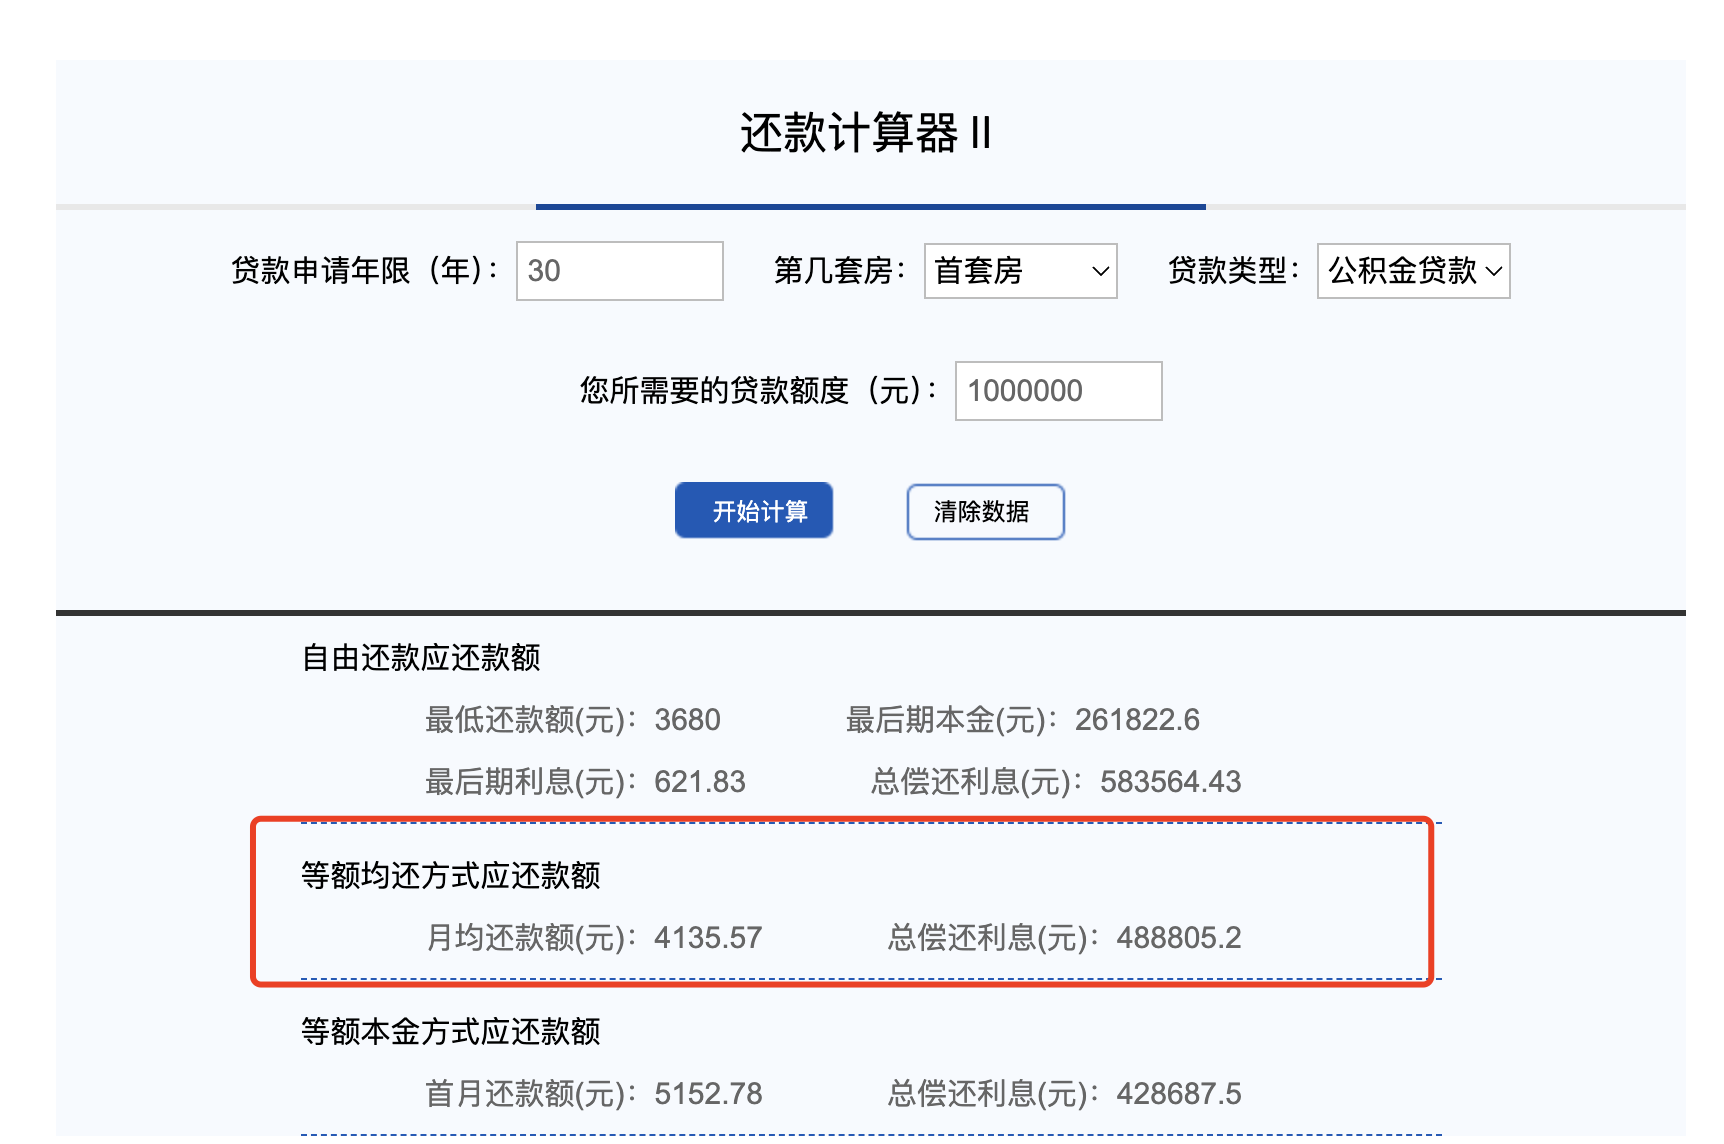 还款计算器 II
贷款申请年限（年）： 30 第几套房： 首套房 贷款类型： 公积金贷款
您所需要的贷款额度（元）： 1000000
开始计算 清除数据
自由还款应还款额
最低还款额(元)：3680 最后期本金(元)：261822.6
最后期利息(元)：621.83 总偿还利息(元)：583564.43
等额均还方式应还款额
月均还款额(元)：4135.57 总偿还利息(元)：488805.2
等额本金方式应还款额
首月还款额(元)：5152.78 总偿还利息(元)：428687.5